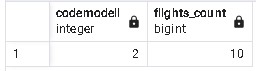 codemodell flights_count
integer bigint
1 2 10